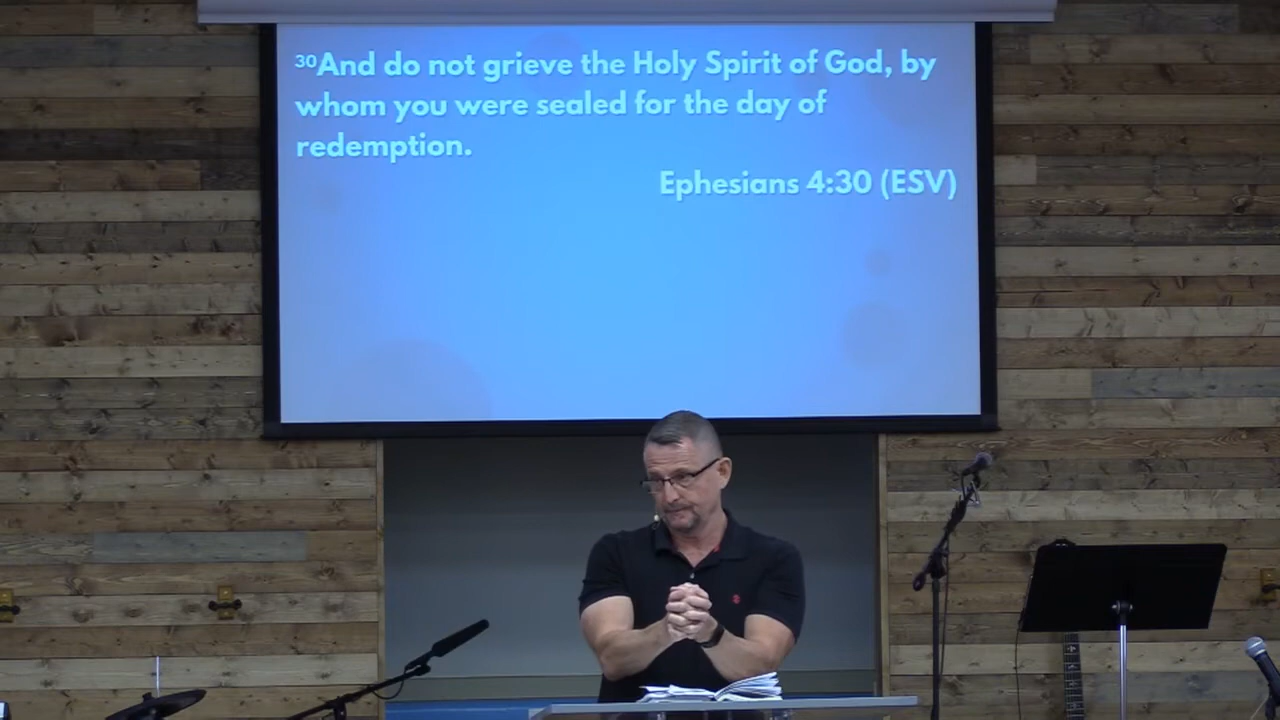 ³⁰And do not grieve the Holy Spirit of God, by
whom you were sealed for the day of
redemption.
Ephesians 4:30 (ESV)